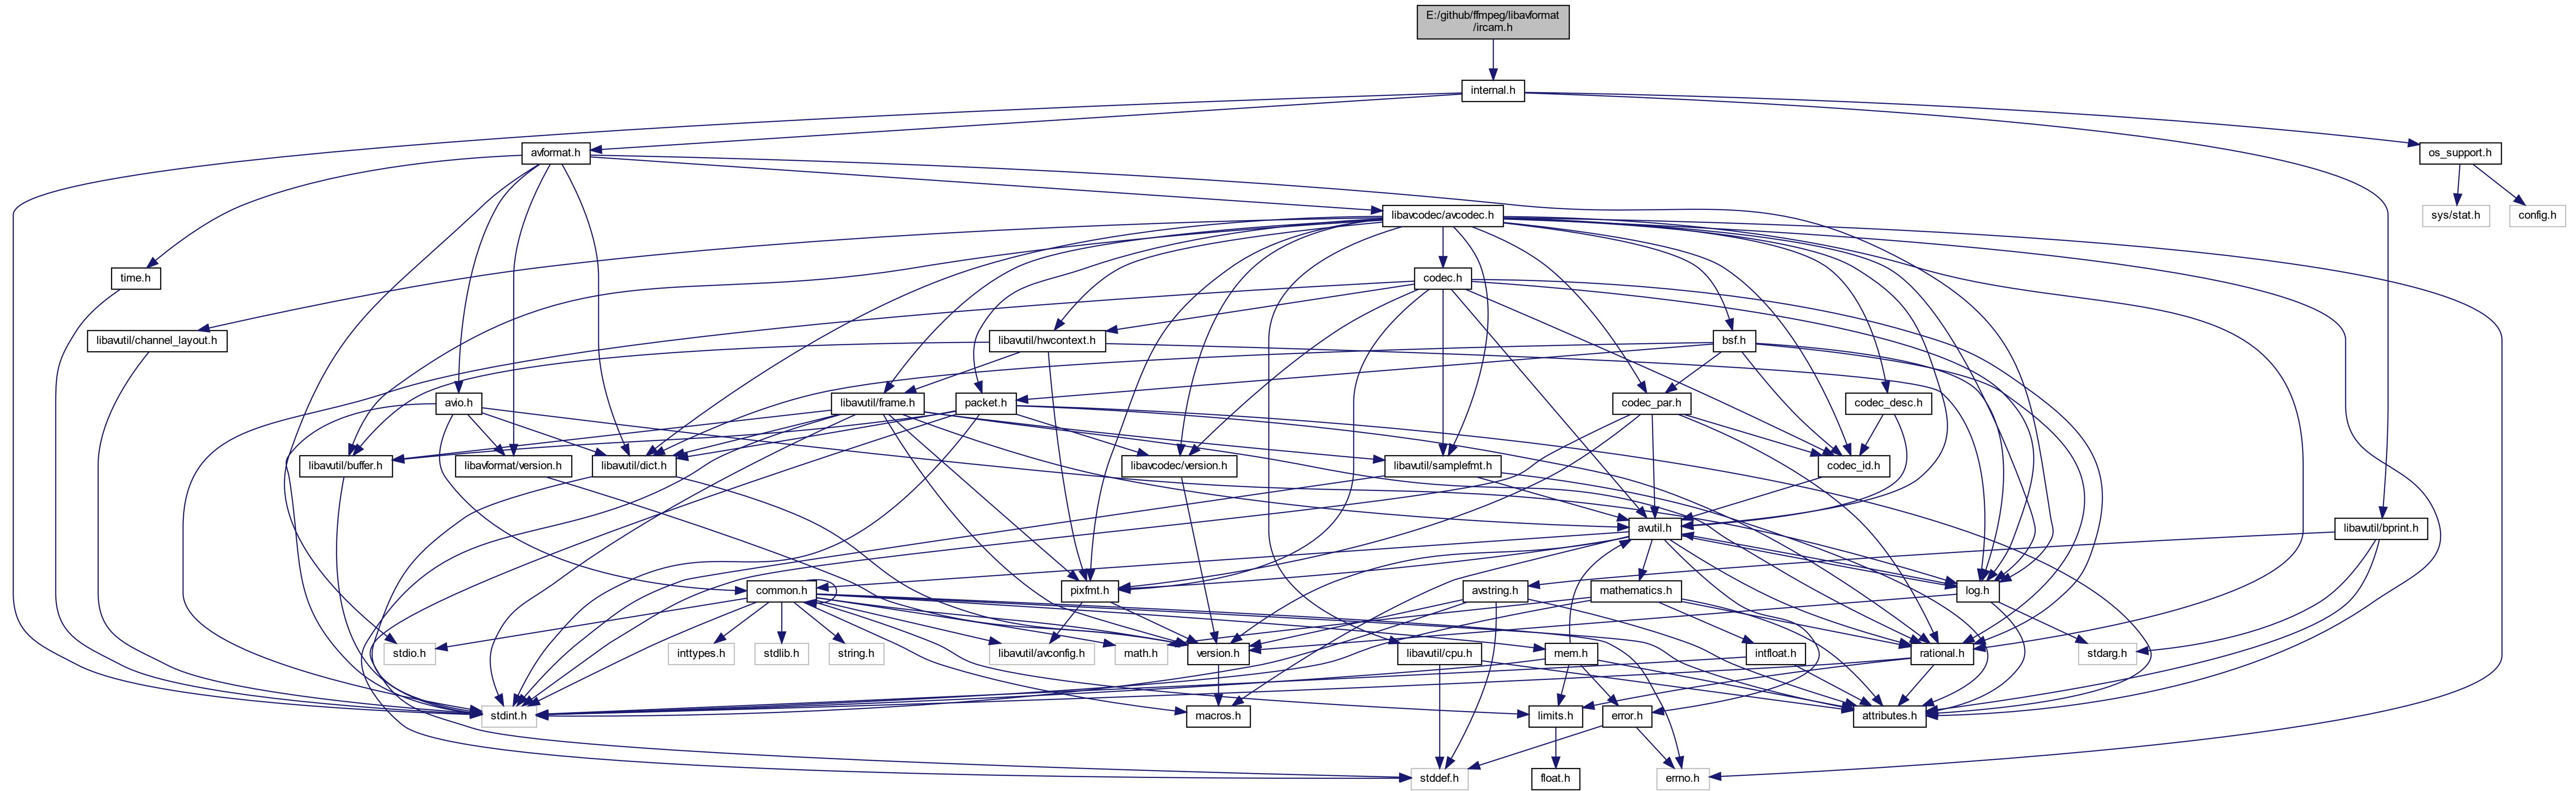 E:/github/ffmpeg/libavformat
/ircam.h
internal.h
avformat.h
os_support.h
libavcodec/avcodec.h
sys/stat.h
config.h
time.h
codec.h
libavutil/channel_layout.h
libavutil/hwcontext.h
bsf.h
avio.h
libavutil/frame.h
packet.h
codec_par.h
codec_desc.h
libavutil/buffer.h
libavformat/version.h
libavutil/dict.h
libavcodec/version.h
libavutil/samplefmt.h
codec_id.h
avutil.h
libavutil/bprint.h
common.h
pixfmt.h
avstring.h
mathematics.h
log.h
stdio.h
inttypes.h
stdlib.h
string.h
libavutil/avconfig.h
math.h
version.h
libavutil/cpu.h
mem.h
intfloat.h
rational.h
stdarg.h
stdint.h
macros.h
limits.h
error.h
attributes.h
stddef.h
float.h
errno.h